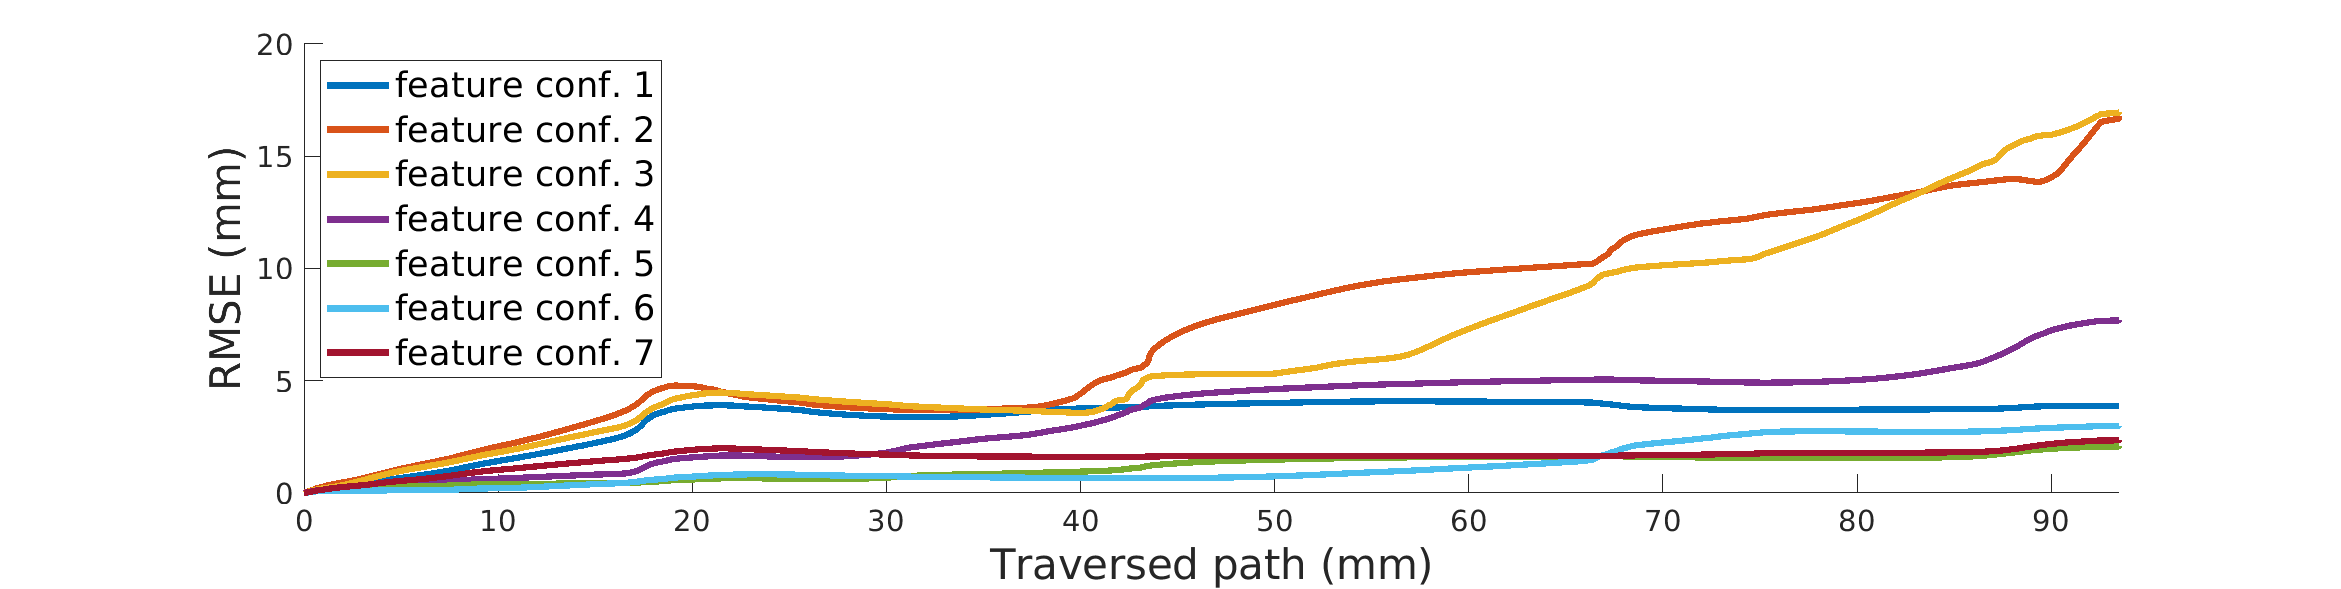 20
15
10
5
0
RMSE (mm)
feature conf. 1
feature conf. 2
feature conf. 3
feature conf. 4
feature conf. 5
feature conf. 6
feature conf. 7
0 10 20 30 40 50 60 70 80 90
Traversed path (mm)